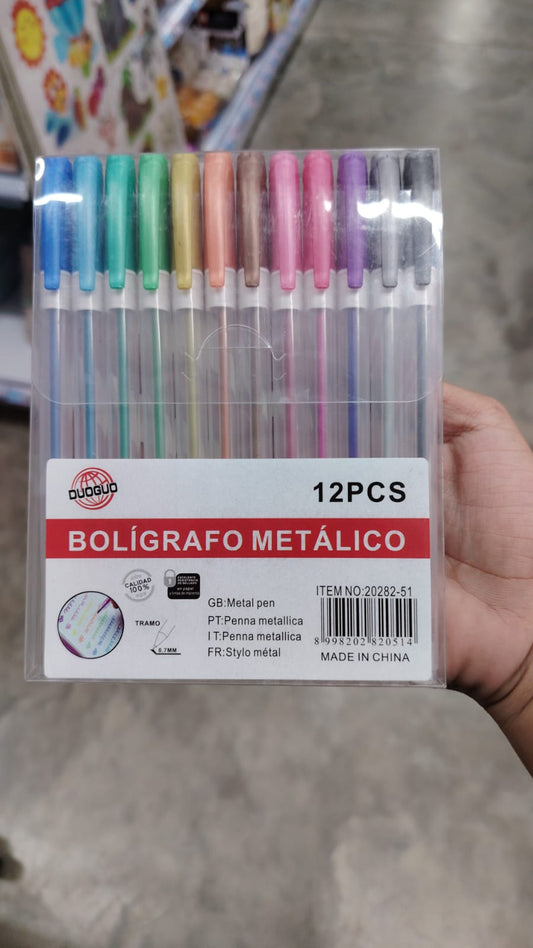 DUOGUO
12PCS
BOLÍGRAFO METÁLICO
CALIDAD
100%
TRAMO
0.7MM
GB:Metal pen
PT:Penna metallica
IT:Penna metallica
FR:Stylo métal
ITEM NO:20282-51
8 998202 820514
MADE IN CHINA